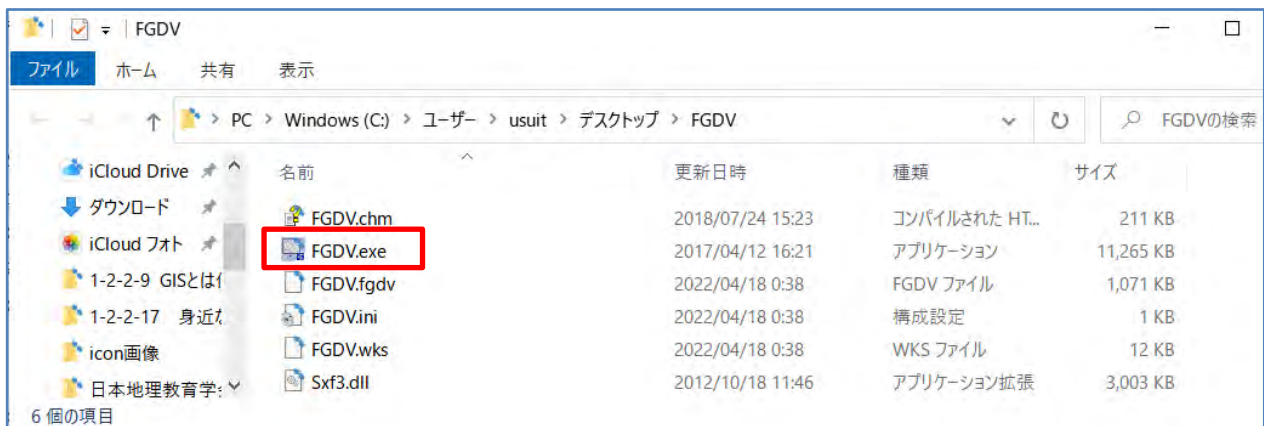 FGDV
ファイル ホーム 共有 表示
PC > Windows (C:) > ユーザー > usuit > デスクトップ > FGDV FGDVの検索
iCloud Drive
ダウンロード
iCloud フォト
1-2-2-9 GISとは
1-2-2-17 身近な
icon画像
日本地理教育学会
名前 更新日時 種類 サイズ
FGDV.chm 2018/07/24 15:23 コンパイルされた HT... 211 KB
FGDV.exe 2017/04/12 16:21 アプリケーション 11,265 KB
FGDV.fgdv 2022/04/18 0:38 FGDV ファイル 1,071 KB
FGDV.ini 2022/04/18 0:38 構成設定 1 KB
FGDV.wks 2022/04/18 0:38 WKS ファイル 12 KB
Sxf3.dll 2012/10/18 11:46 アプリケーション拡張 3,003 KB
6 個の項目